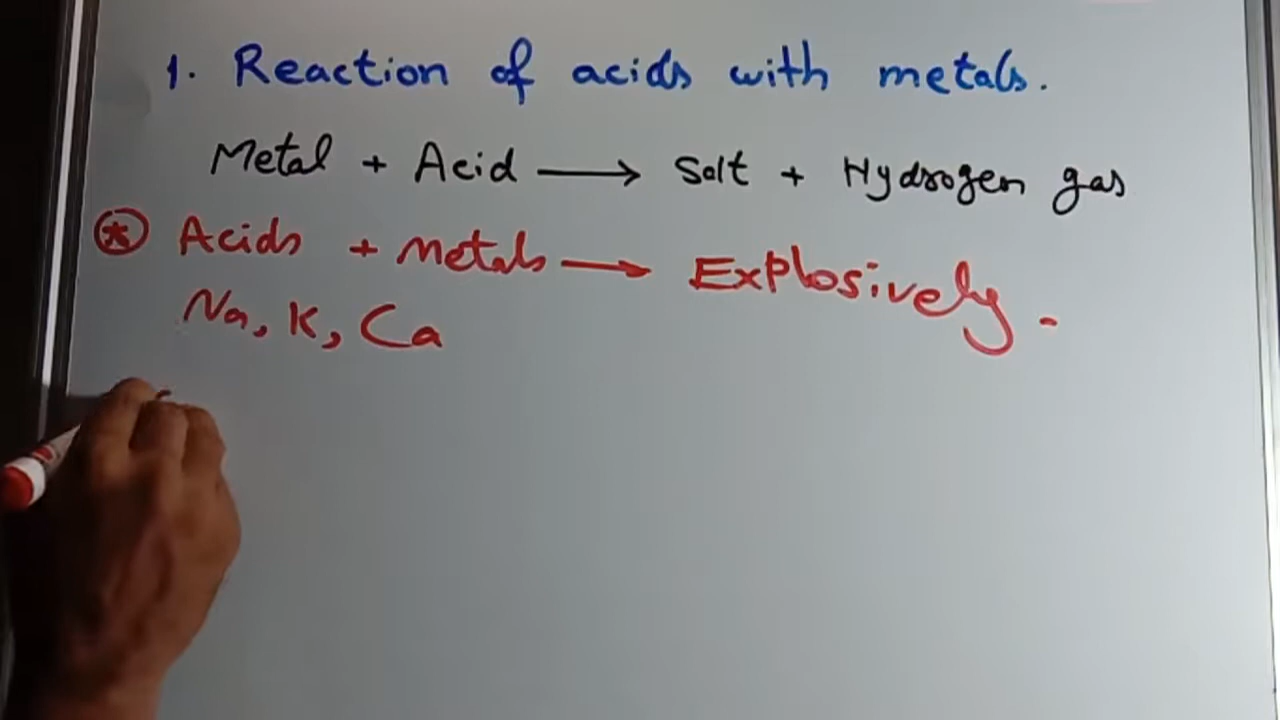 1. Reaction of acids with metals.
Metal + Acid ⟶ Salt + Hydrogen gas
⊛ Acids + Metals ⟶ Explosively.
Na, K, Ca